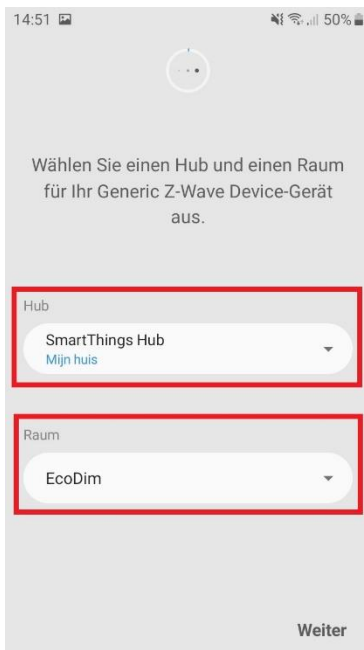 14:51 50%
Wählen Sie einen Hub und einen Raum
für Ihr Generic Z-Wave Device-Gerät
aus.
Hub
SmartThings Hub
Mijn huis
Raum
EcoDim
Weiter